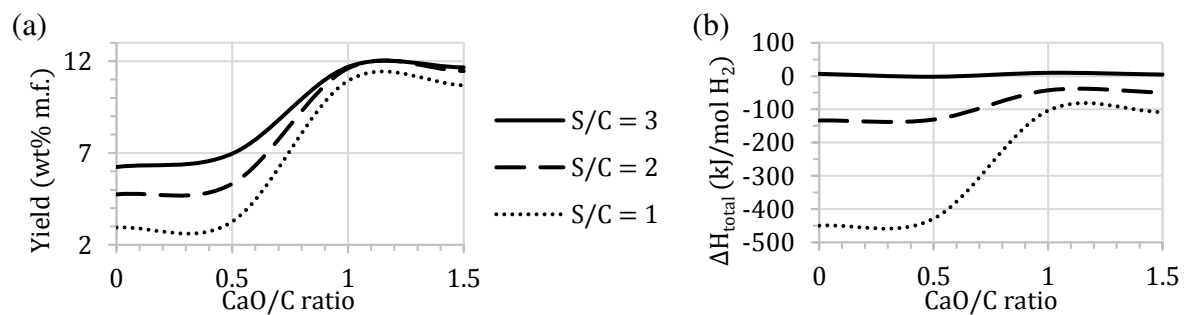 (a)
Yield (wt% m.f.)
12
7
2
0
0.5
1
1.5
CaO/C ratio
S/C = 3
S/C = 2
S/C = 1
(b)
ΔH_total (kJ/mol H₂)
100
0
-100
-200
-300
-400
-500
0
0.5
1
1.5
CaO/C ratio